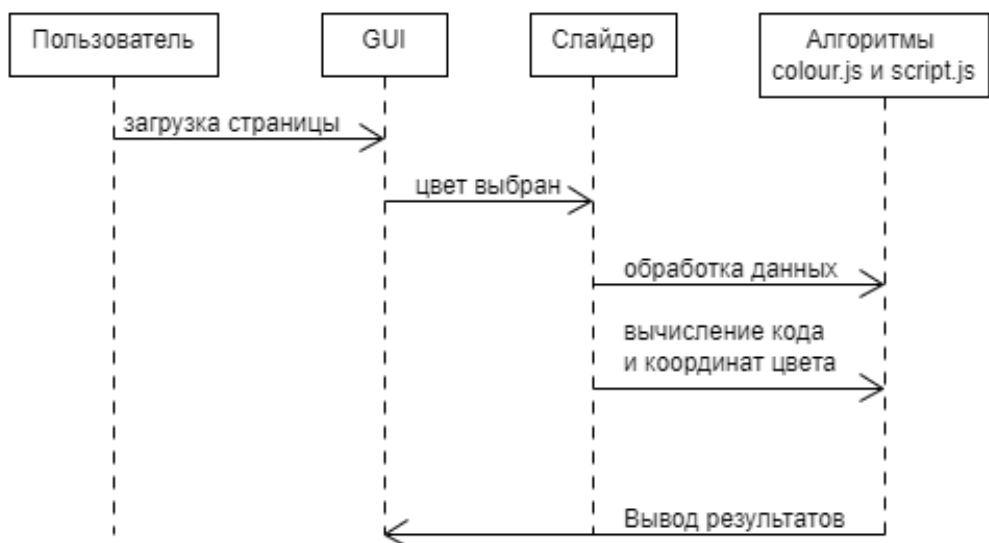 Пользователь
GUI
Слайдер
Алгоритмы
colour.js и script.js
загрузка страницы
цвет выбран
обработка данных
вычисление кода
и координат цвета
Вывод результатов